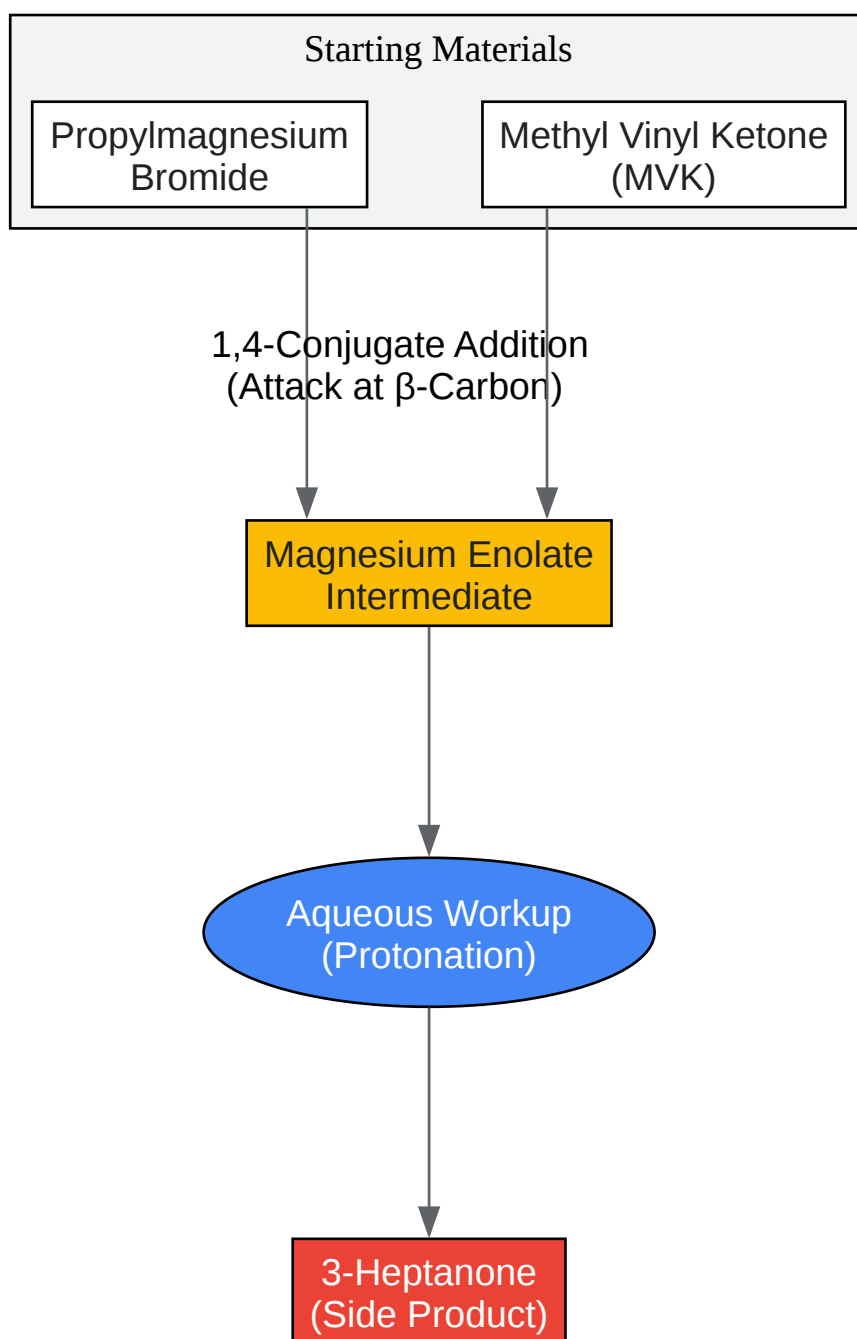 Starting Materials
Propylmagnesium
Bromide
Methyl Vinyl Ketone
(MVK)
1,4-Conjugate Addition
(Attack at β-Carbon)
Magnesium Enolate
Intermediate
Aqueous Workup
(Protonation)
3-Heptanone
(Side Product)